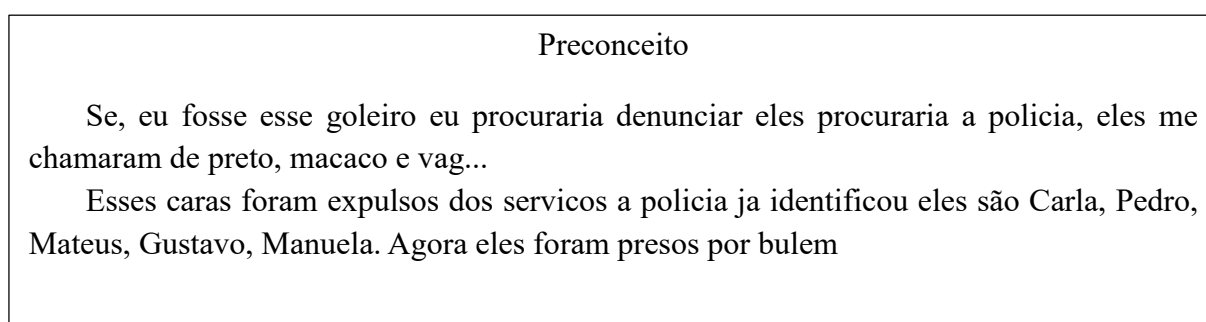 Preconceito
Se, eu fosse esse goleiro eu procuraria denunciar eles procuraria a policia, eles me
chamaram de preto, macaco e vag...
Esses caras foram expulsos dos servicos a policia ja identificou eles são Carla, Pedro,
Mateus, Gustavo, Manuela. Agora eles foram presos por bulem